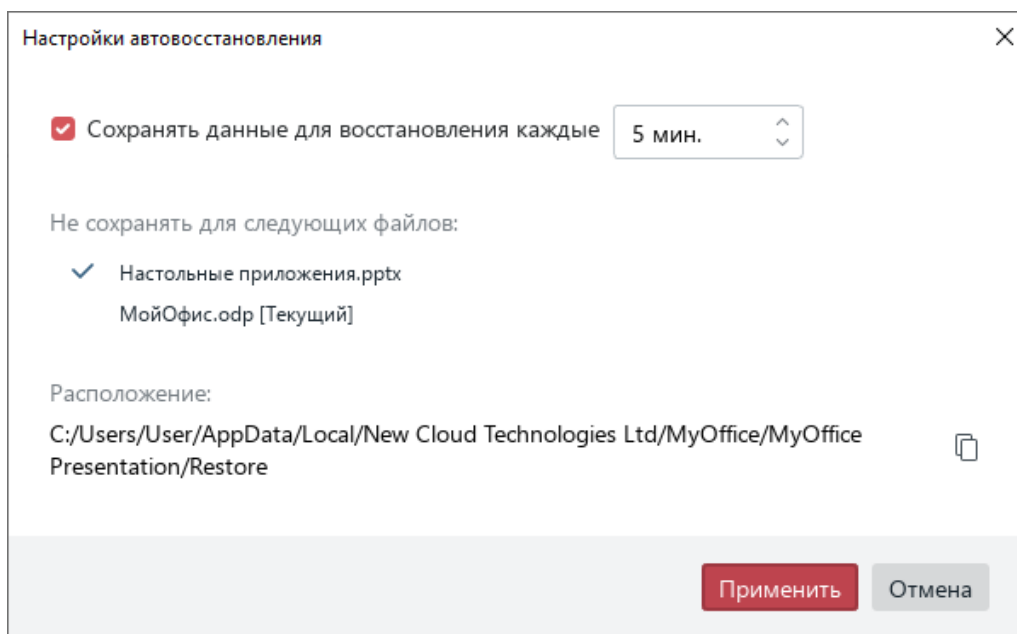 Настройки автовосстановления
Сохранять данные для восстановления каждые 5 мин.
Не сохранять для следующих файлов:
Настольные приложения.pptx
МойОфис.odp [Текущий]
Расположение:
C:/Users/User/AppData/Local/New Cloud Technologies Ltd/MyOffice/MyOffice
Presentation/Restore
Применить Отмена